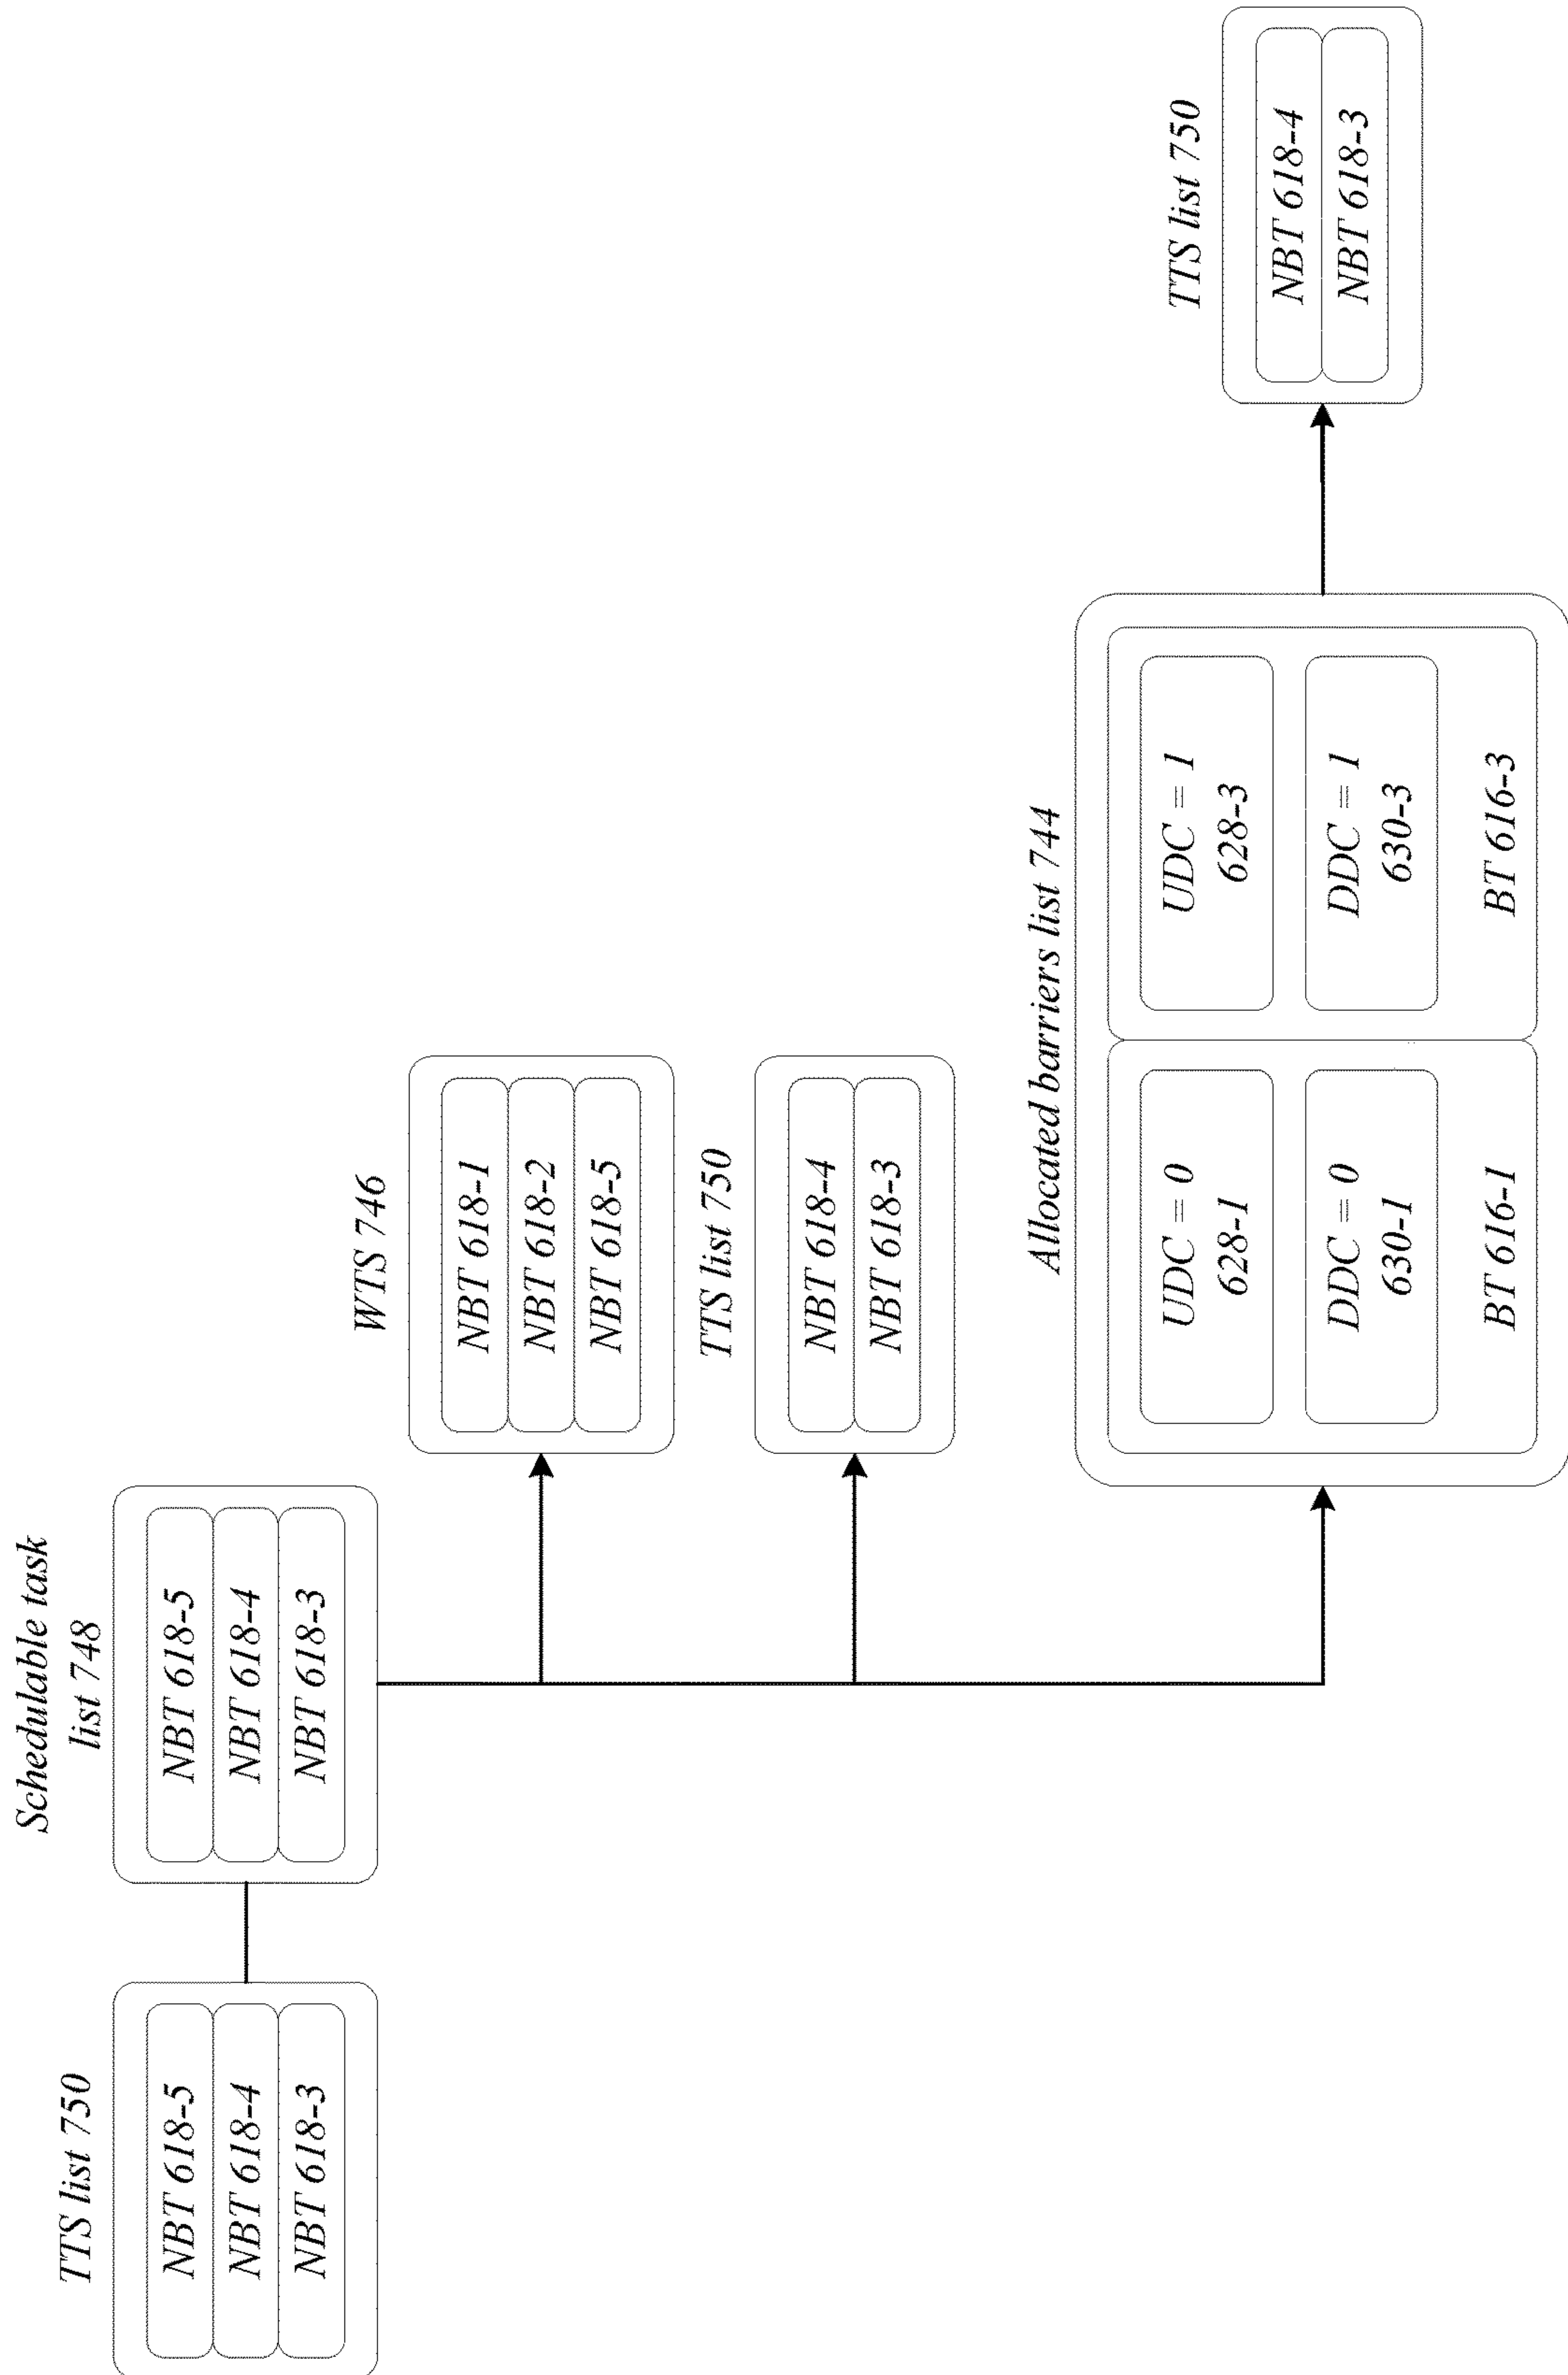 TTS list 750
NBT 618-5
NBT 618-4
NBT 618-3
Schedulable task
list 748
NBT 618-5
NBT 618-4
NBT 618-3
WTS 746
NBT 618-1
NBT 618-2
NBT 618-5
TTS list 750
NBT 618-4
NBT 618-3
Allocated barriers list 744
UDC = 0
628-1
DDC = 0
630-1
BT 616-1
UDC = 1
628-3
DDC = 1
630-3
BT 616-3
TTS list 750
NBT 618-4
NBT 618-3